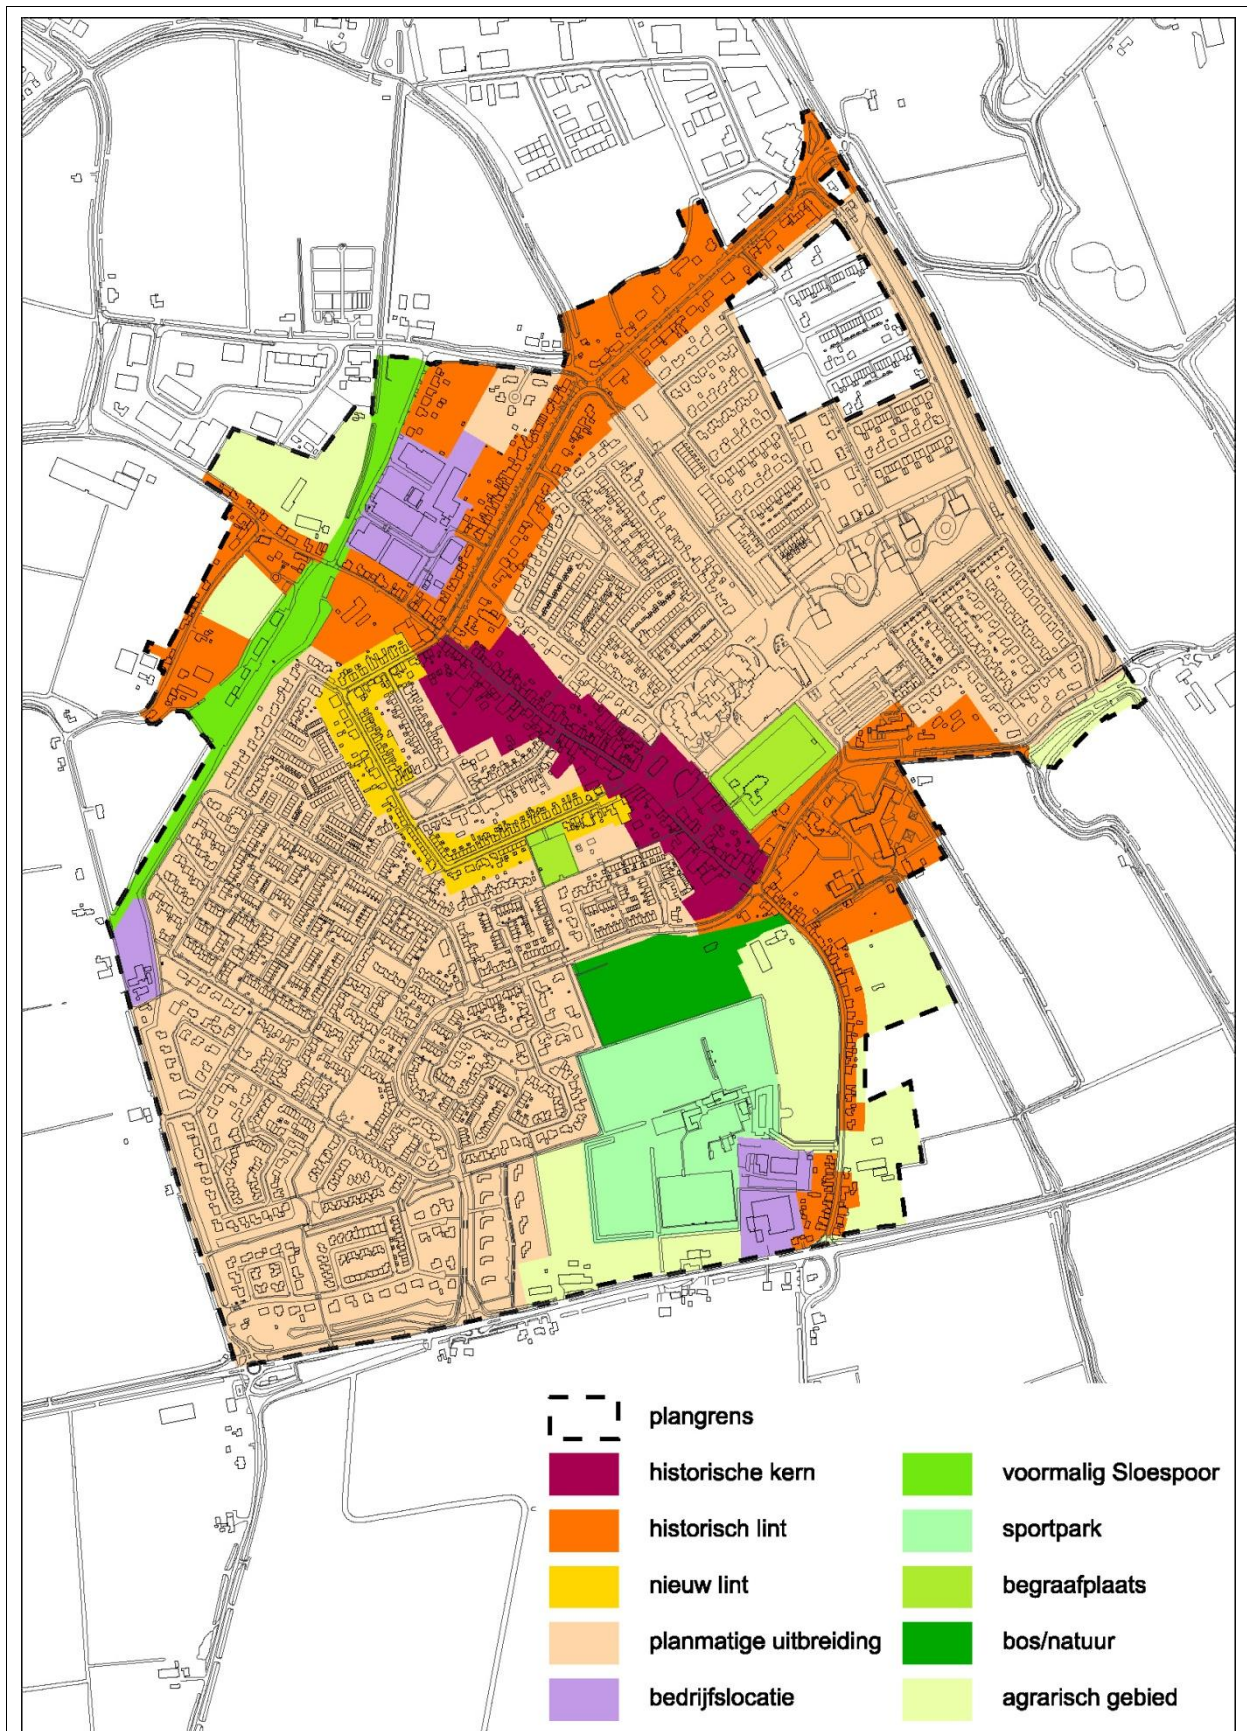 plangrens
historische kern
historisch lint
nieuw lint
planmatige uitbreiding
bedrijfslocatie
voormalig Sloespoor
sportpark
begraafplaats
bos/natuur
agrarisch gebied